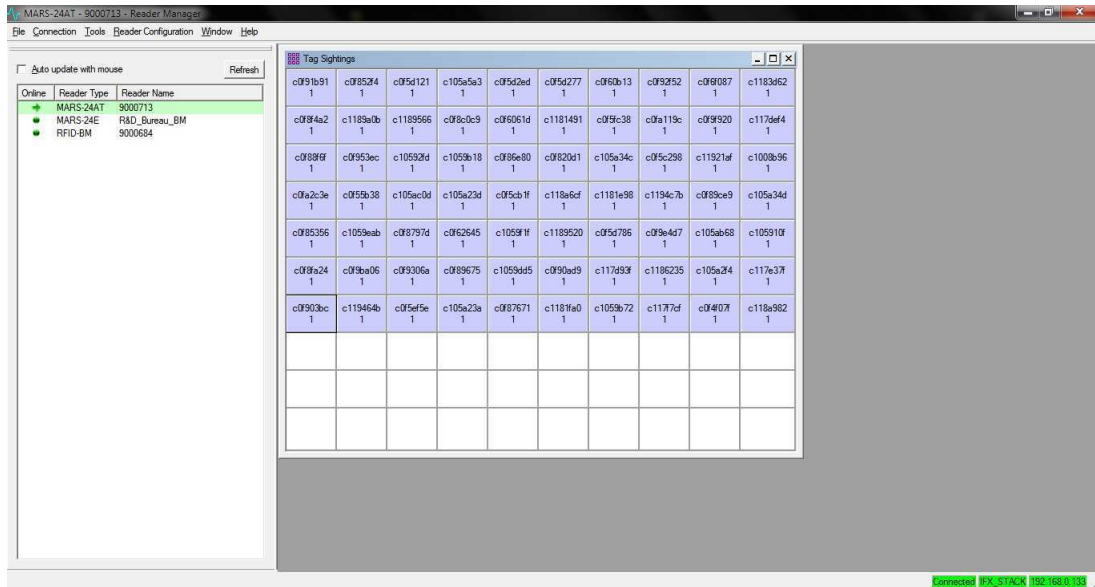 MARS-24AT - 9000713 - Reader Manager
File Connection Tools Reader Configuration Window Help
Auto update with mouse Refresh
Online Reader Type Reader Name
MARS-24AT 9000713
MARS-24E R&D_Bureau_BM
RFID-BM 9000684
Tag Sightings
c0f91b91 c0f852f4 c0f5d121 c105a5a3 c0f5d2ed c0f5d277 c0f60b13 c0f92f52 c0f6f087 c1183d62
1 1 1 1 1 1 1 1 1 1
c0f8f4a2 c1189a0b c1189566 c0f8c0c9 c0f6061d c1181491 c0f5fc38 c0fa119c c0f9f920 c117def4
1 1 1 1 1 1 1 1 1 1
c0f88f6f c0f953ec c10592fd c1059b18 c0f86e80 c0f820d1 c105a34c c0f5c298 c11921af c1008b96
1 1 1 1 1 1 1 1 1 1
c0fa2c3e c0f55b38 c105ac0d c105a23d c0f5cb1f c118a6cf c1181e98 c1194c7b c0f89ce9 c105a34d
1 1 1 1 1 1 1 1 1 1
c0f85356 c1059eab c0f8797d c0f62645 c1059f1f c1189520 c0f5d786 c0f9e4d7 c105ab68 c105910f
1 1 1 1 1 1 1 1 1 1
c0f8fa24 c0f9ba06 c0f9306a c0f89675 c1059dd5 c0f90ad9 c117d93f c1186235 c105a2f4 c117e37f
1 1 1 1 1 1 1 1 1 1
c0f903bc c119464b c0f5ef5e c105a23a c0f87671 c1181fa0 c1059b72 c117f7cf c0f4f07f c118a982
1 1 1 1 1 1 1 1 1 1
Connected IFX_STACK 192.168.0.133